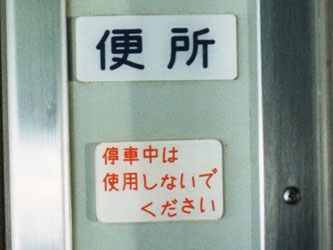 便所
停車中は
使用しないで
ください